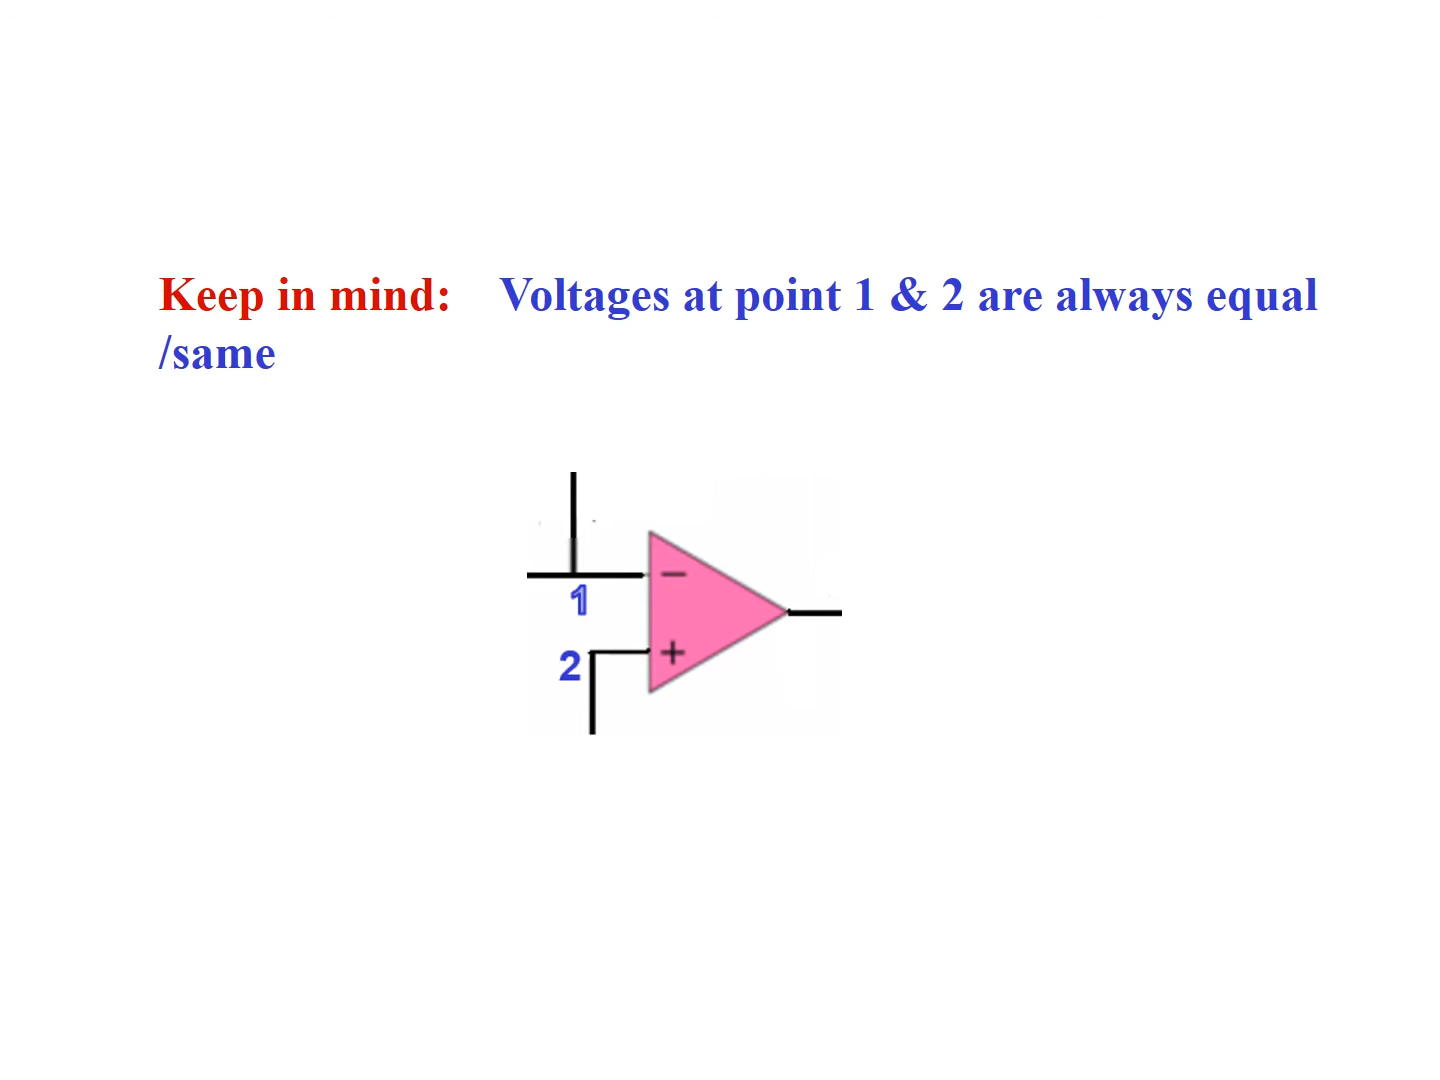 Keep in mind: Voltages at point 1 & 2 are always equal
/same
−
1
2
+